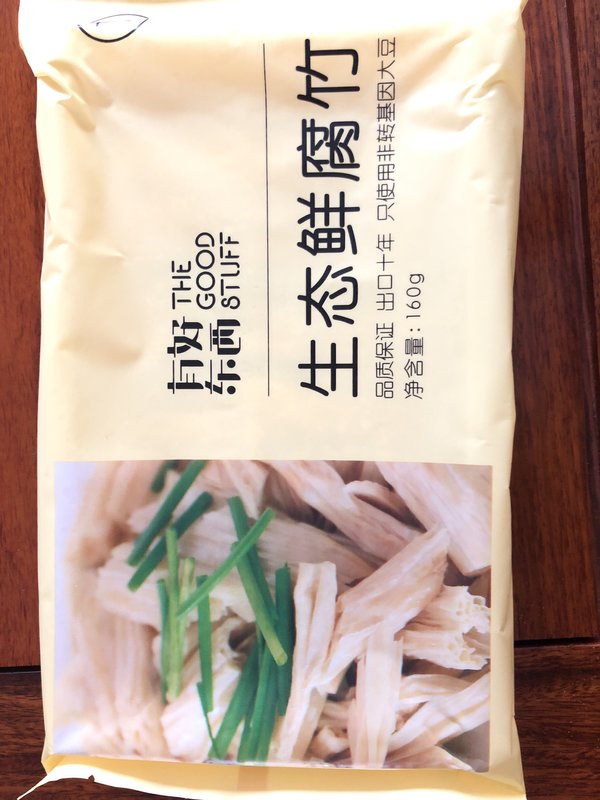 有好
东西
THE
GOOD
STUFF
生态鲜腐竹
品质保证 出口十年 只使用非转基因大豆
净含量：160g